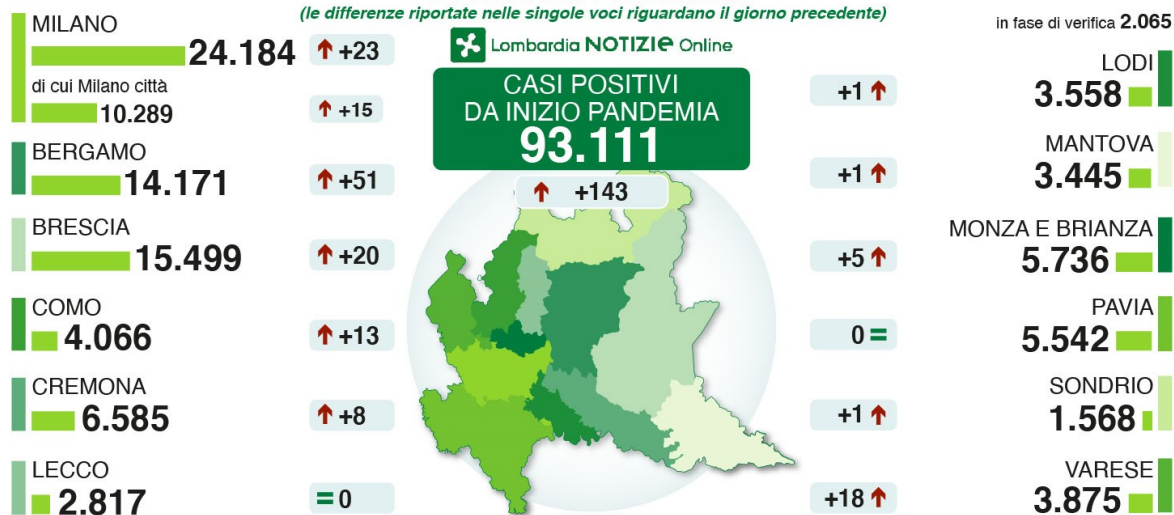 (le differenze riportate nelle singole voci riguardano il giorno precedente)
in fase di verifica 2.065
Lombardia NOTIZIE Online
CASI POSITIVI
DA INIZIO PANDEMIA
93.111
+143
MILANO
24.184 +23
di cui Milano città
10.289 +15
BERGAMO
14.171 +51
BRESCIA
15.499 +20
COMO
4.066 +13
CREMONA
6.585 +8
LECCO
2.817 = 0
LODI
+1 3.558
MANTOVA
+1 3.445
MONZA E BRIANZA
+5 5.736
PAVIA
0 = 5.542
SONDRIO
+1 1.568
VARESE
+18 3.875